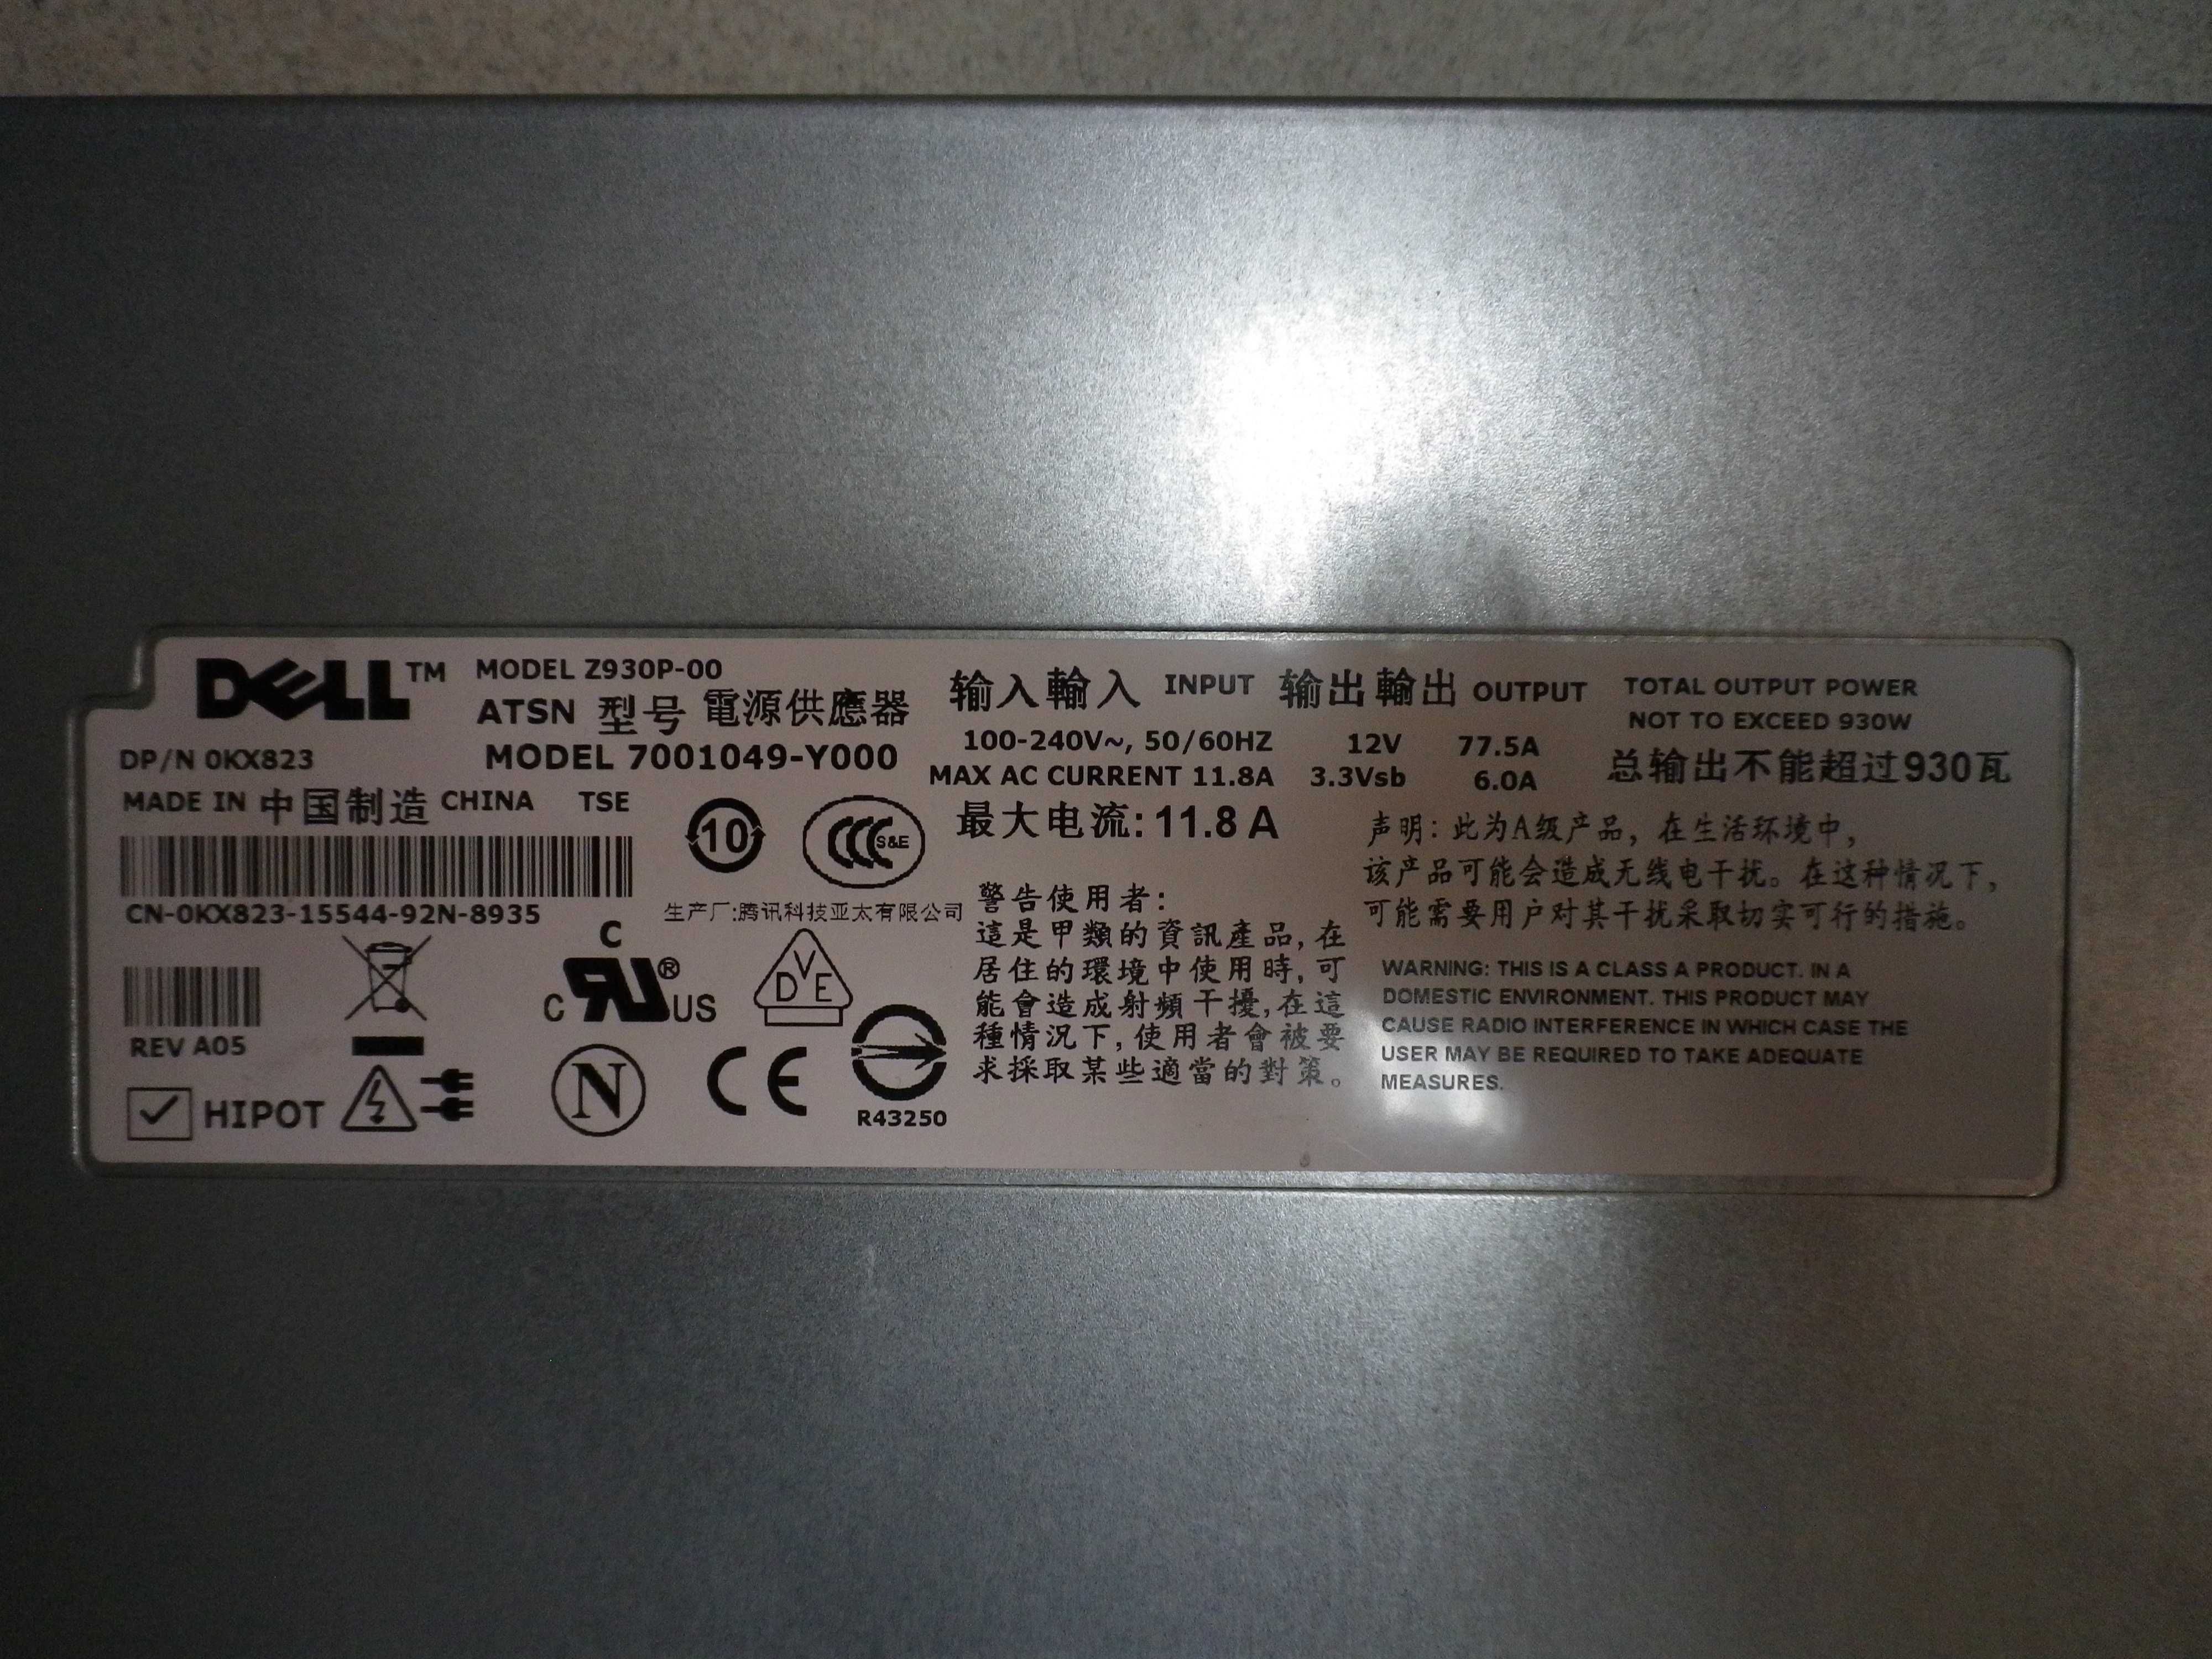 DELL™
MODEL Z930P-00
ATSN 型号 電源供應器
MODEL 7001049-Y000
DP/N 0KX823
MADE IN 中国制造 CHINA TSE
CN-0KX823-15544-92N-8935
REV A05
HIPOT
10
CCC S&E
生产厂:腾讯科技亚太有限公司
C
C RU® US
DVE
N
CE
R43250
输入輸入 INPUT
100-240V~, 50/60HZ
MAX AC CURRENT 11.8A
最大电流: 11.8 A
输出輸出 OUTPUT
12V 77.5A
3.3Vsb 6.0A
TOTAL OUTPUT POWER
NOT TO EXCEED 930W
总输出不能超过930瓦
警告使用者:
這是甲類的資訊產品, 在
居住的環境中使用時, 可
能會造成射頻干擾, 在這
種情況下, 使用者會被要
求採取某些適當的對策。
声明: 此为A级产品, 在生活环境中,
该产品可能会造成无线电干扰。在这种情况下,
可能需要用户对其干扰采取切实可行的措施。
WARNING: THIS IS A CLASS A PRODUCT. IN A
DOMESTIC ENVIRONMENT. THIS PRODUCT MAY
CAUSE RADIO INTERFERENCE IN WHICH CASE THE
USER MAY BE REQUIRED TO TAKE ADEQUATE
MEASURES.